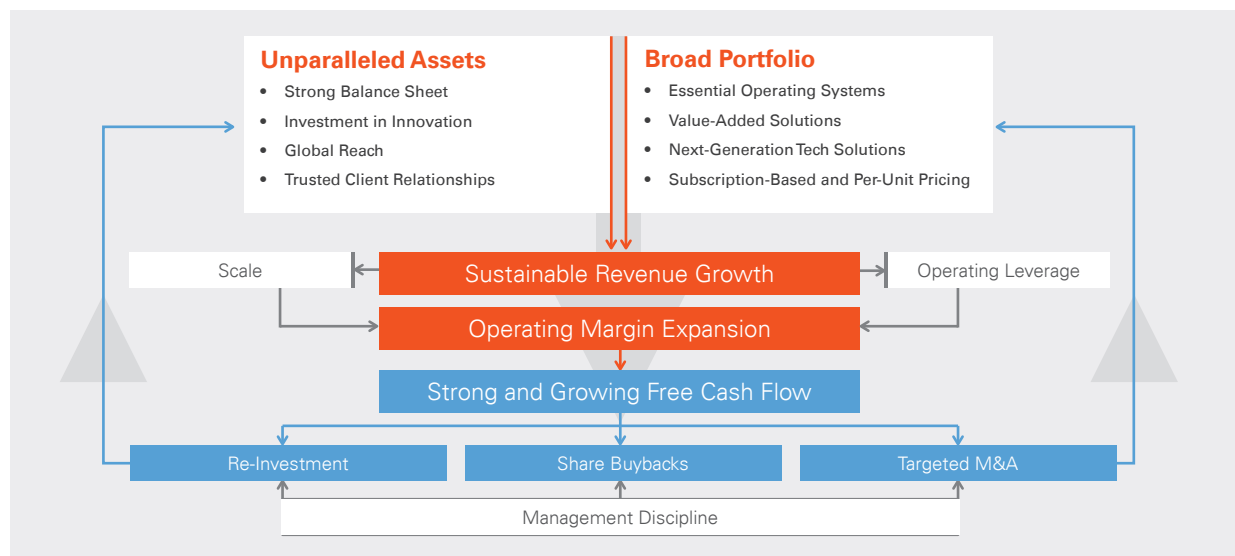 Unparalleled Assets
• Strong Balance Sheet
• Investment in Innovation
• Global Reach
• Trusted Client Relationships
Broad Portfolio
• Essential Operating Systems
• Value-Added Solutions
• Next-Generation Tech Solutions
• Subscription-Based and Per-Unit Pricing
Scale
Sustainable Revenue Growth
Operating Leverage
Operating Margin Expansion
Strong and Growing Free Cash Flow
Re-Investment
Share Buybacks
Targeted M&A
Management Discipline